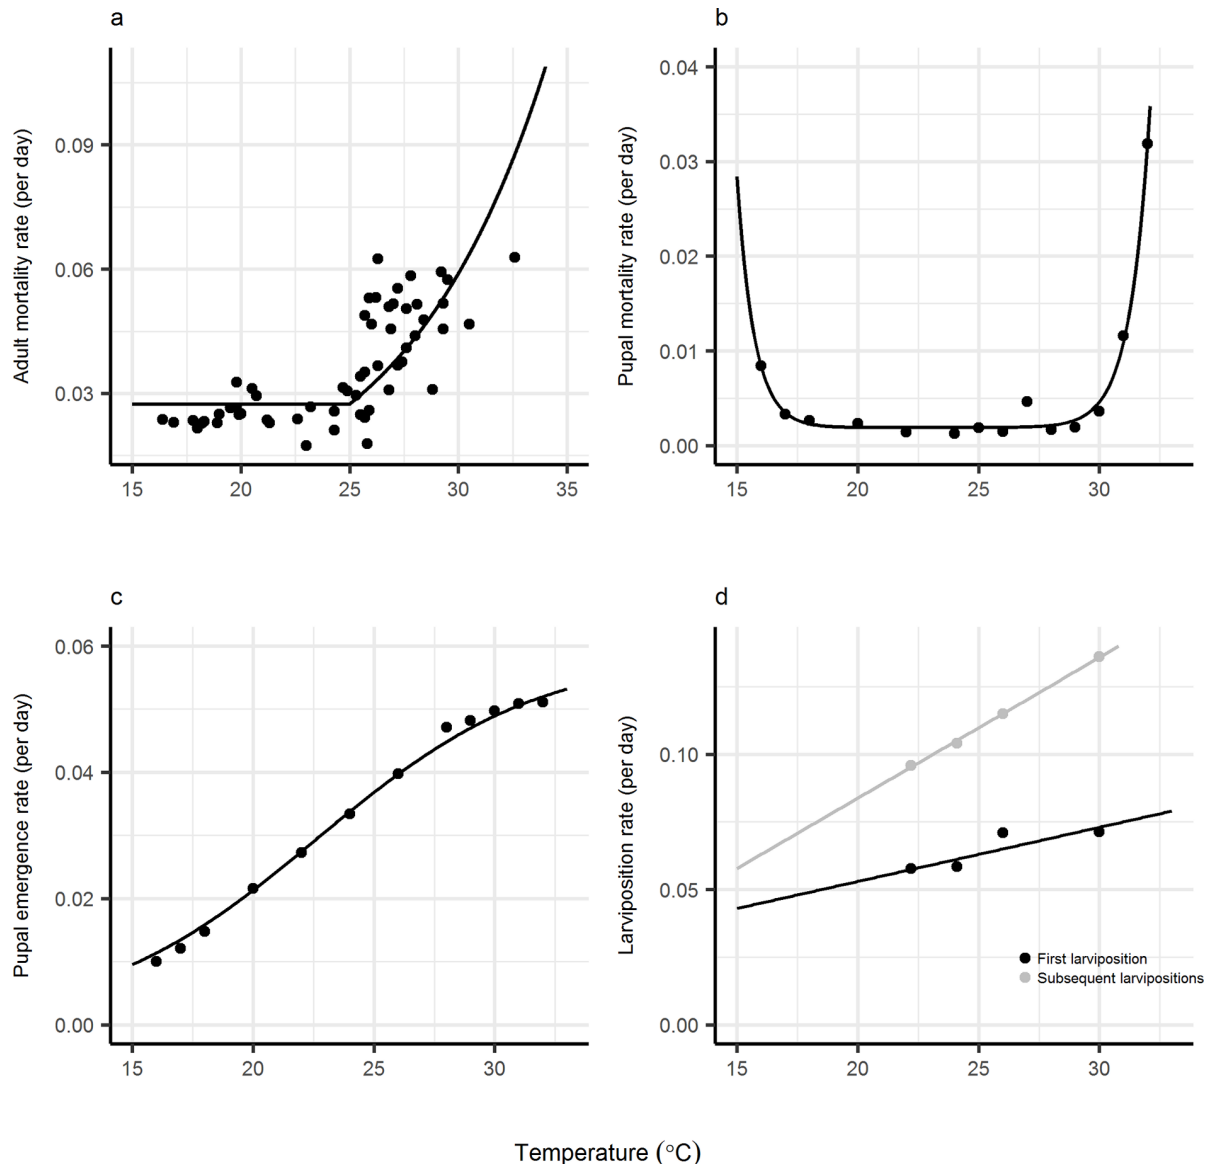 a
Adult mortality rate (per day)
0.09
0.06
0.03
15 20 25 30 35
b
Pupal mortality rate (per day)
0.04
0.03
0.02
0.01
0.00
15 20 25 30
c
Pupal emergence rate (per day)
0.06
0.04
0.02
0.00
15 20 25 30
d
Larviposition rate (per day)
0.10
0.05
0.00
First larviposition
Subsequent larvipositions
15 20 25 30
Temperature (°C)